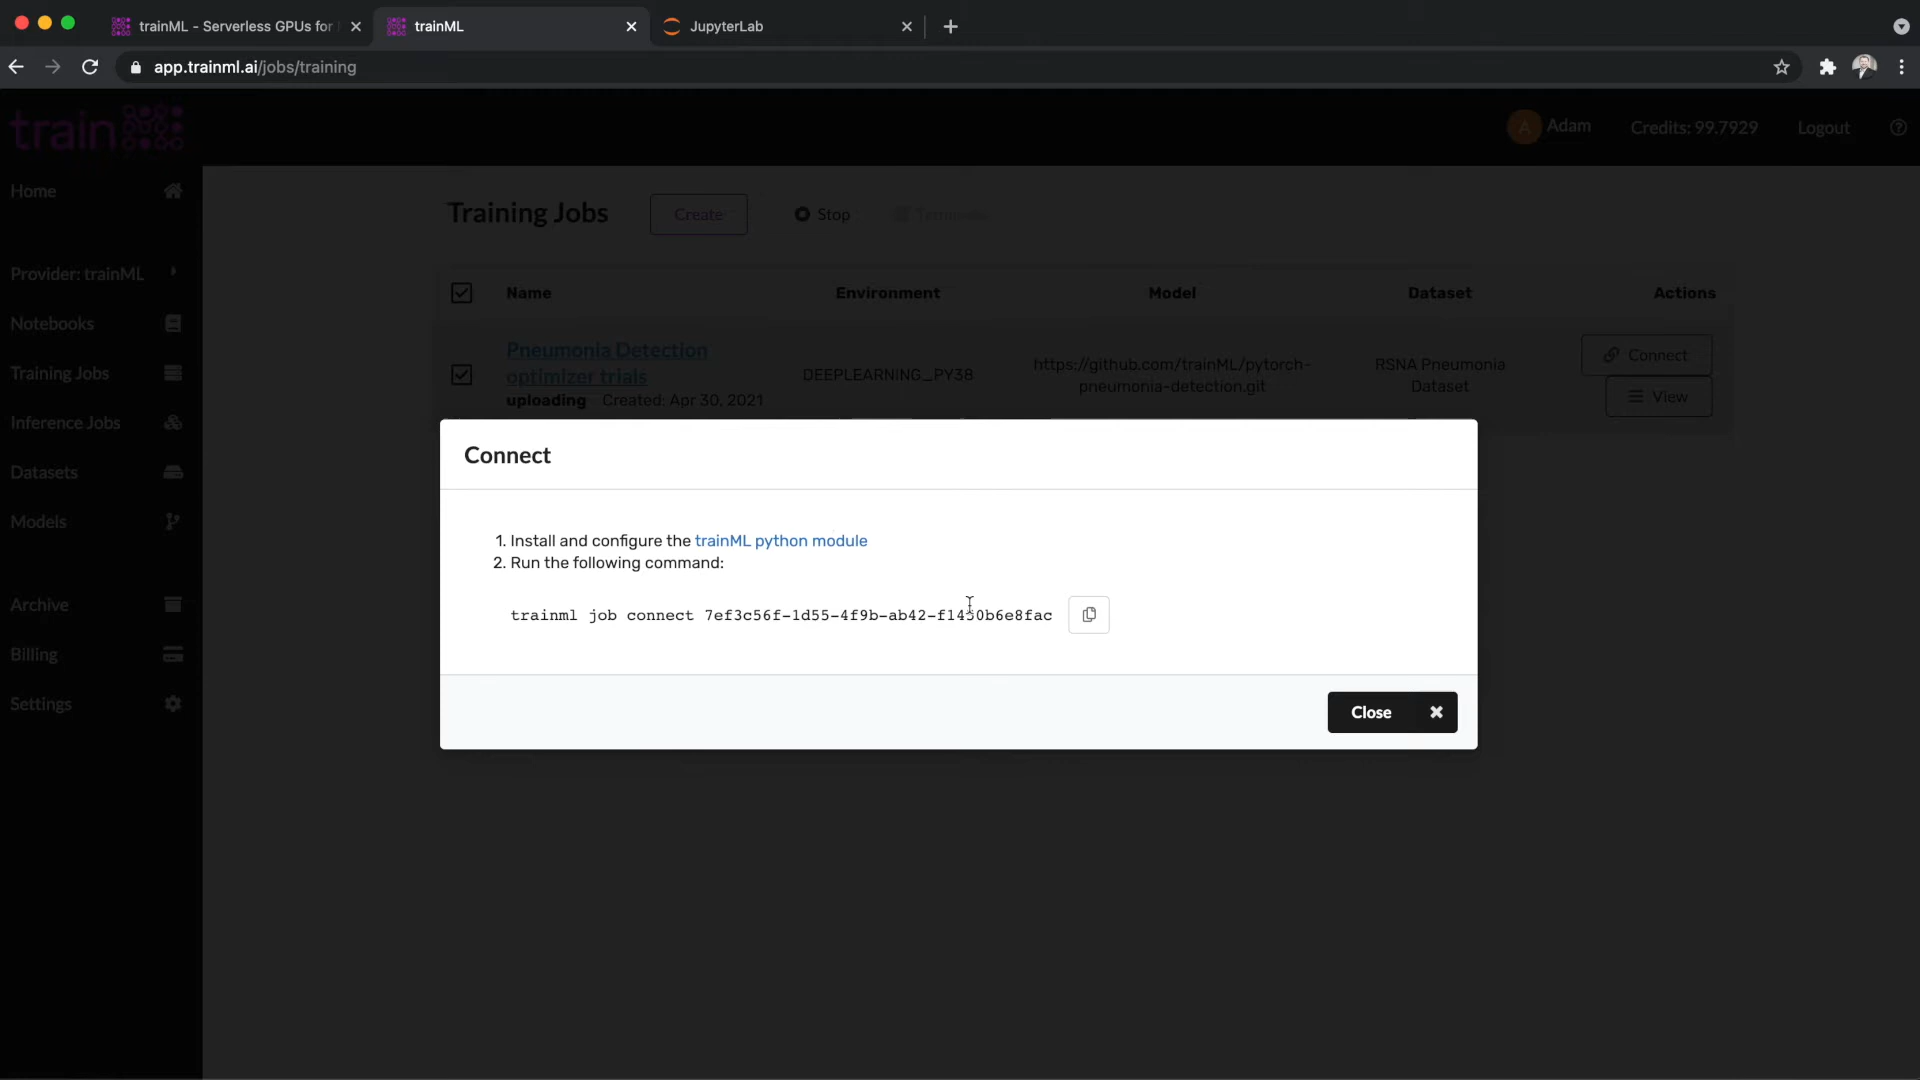 trainML - Serverless GPUs for
trainML
JupyterLab
app.trainml.ai/jobs/training
train
A Adam
Credits: 99.7929
Logout
Home
Provider: trainML
Notebooks
Training Jobs
Inference Jobs
Datasets
Models
Archive
Billing
Settings
Training Jobs
Create
Stop
Terminate
Name
Environment
Model
Dataset
Actions
Pneumonia Detection
optimizer trials
uploading Created: Apr 30, 2021
DEEPLEARNING_PY38
https://github.com/trainML/pytorch-
pneumonia-detection.git
RSNA Pneumonia
Dataset
Connect
View
Connect
1. Install and configure the trainML python module
2. Run the following command:
trainml job connect 7ef3c56f-1d55-4f9b-ab42-f1450b6e8fac
Close